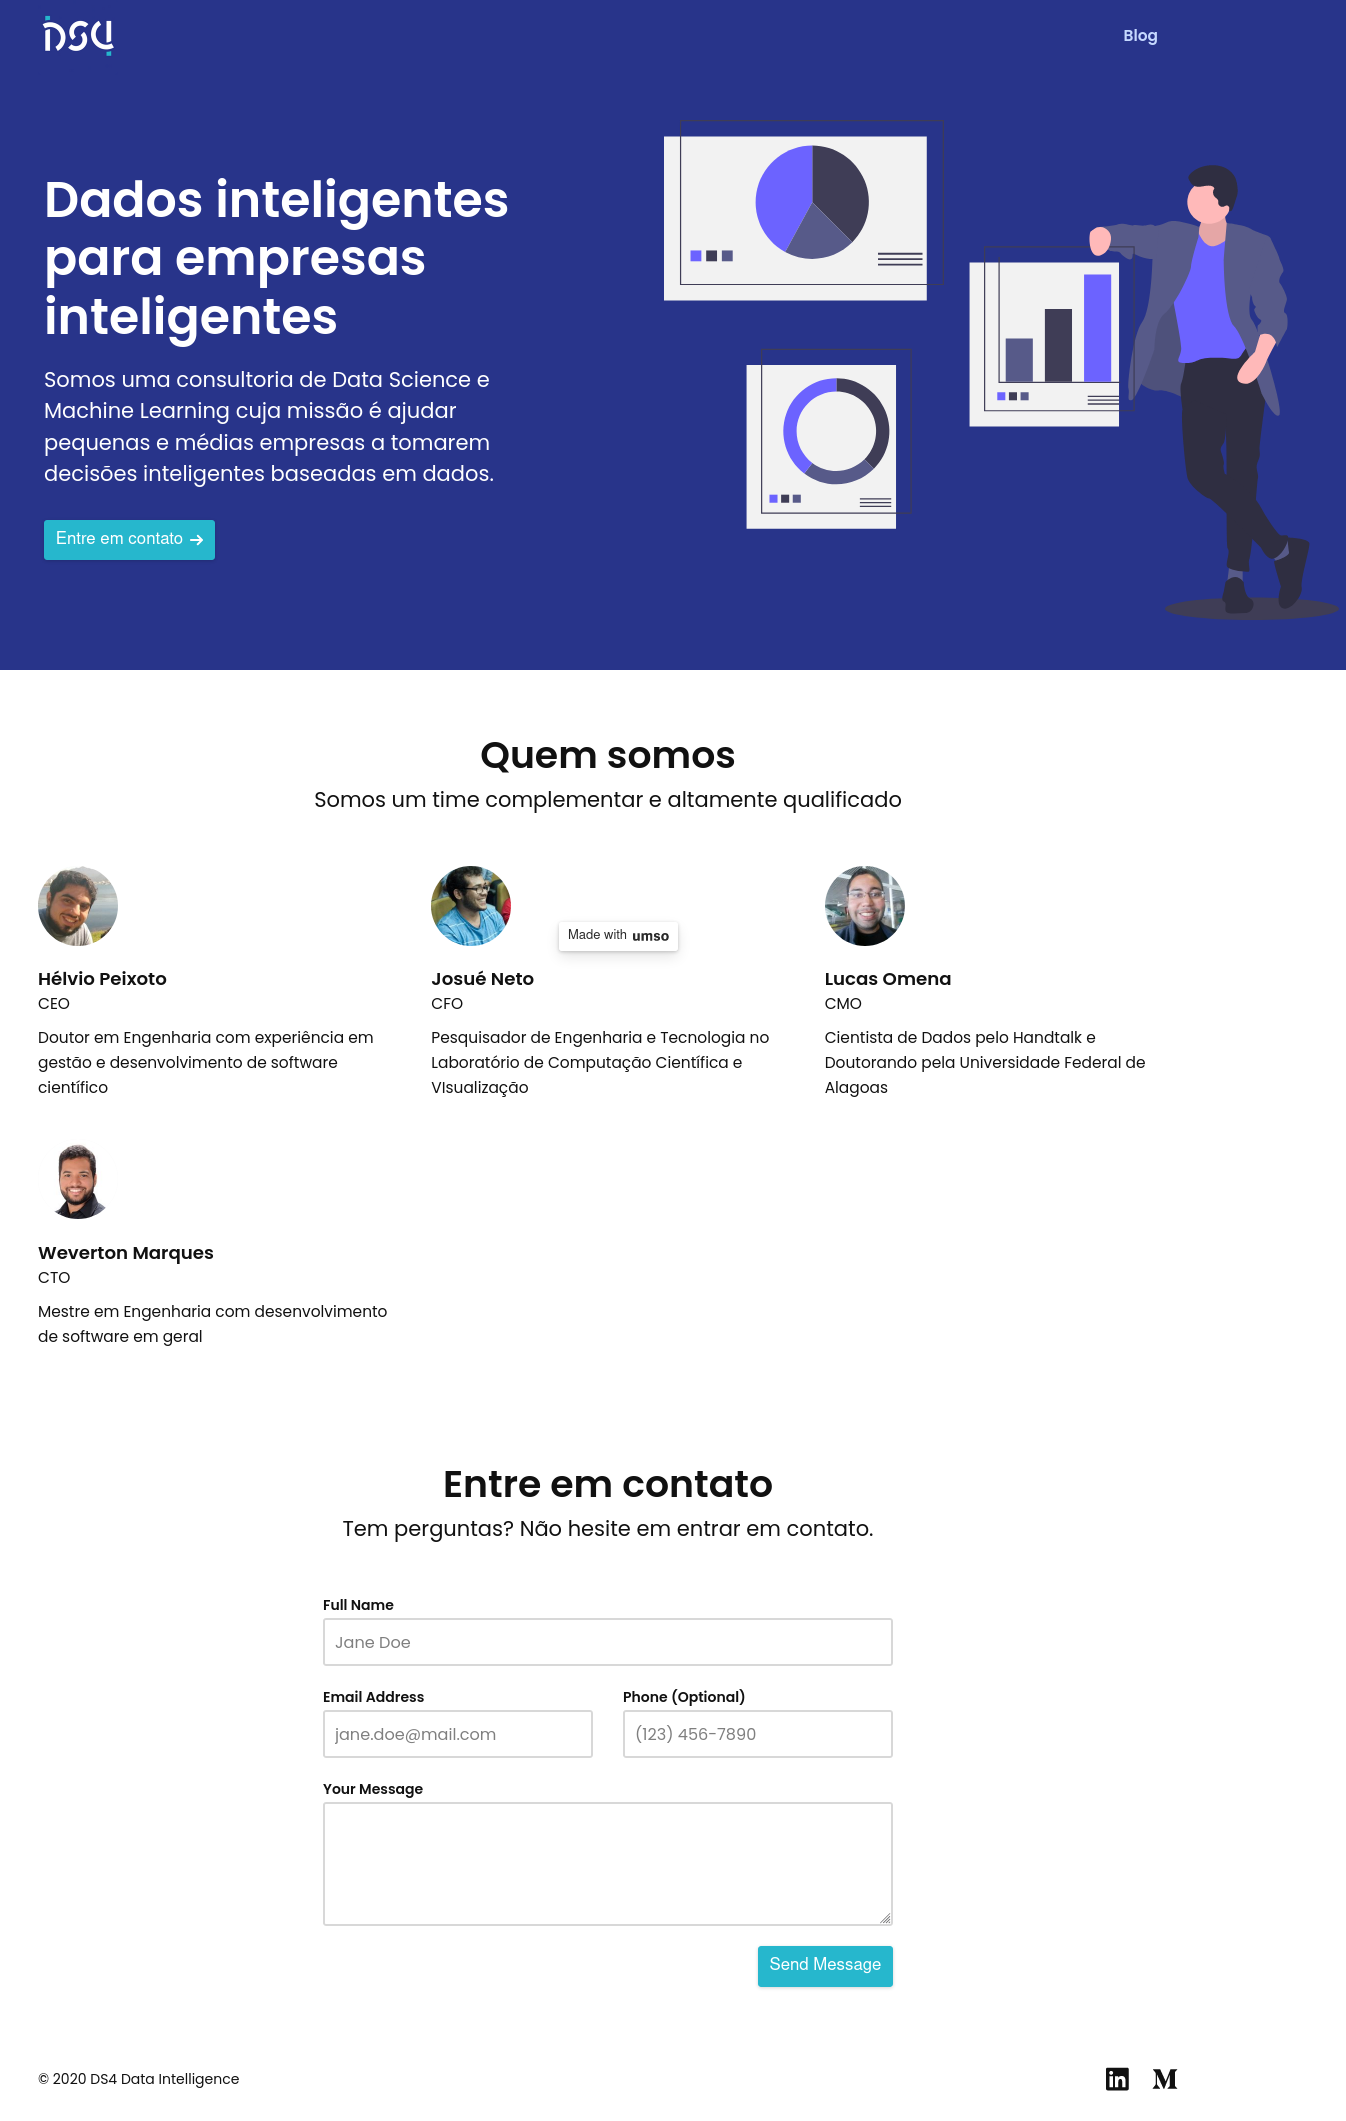 DS4
Blog
Dados inteligentes
para empresas
inteligentes
Somos uma consultoria de Data Science e
Machine Learning cuja missão é ajudar
pequenas e médias empresas a tomarem
decisões inteligentes baseadas em dados.
Entre em contato
Quem somos
Somos um time complementar e altamente qualificado
Made with umso
Hélvio Peixoto
CEO
Doutor em Engenharia com experiência em
gestão e desenvolvimento de software
científico
Josué Neto
CFO
Pesquisador de Engenharia e Tecnologia no
Laboratório de Computação Científica e
VIsualização
Lucas Omena
CMO
Cientista de Dados pelo Handtalk e
Doutorando pela Universidade Federal de
Alagoas
Weverton Marques
CTO
Mestre em Engenharia com desenvolvimento
de software em geral
Entre em contato
Tem perguntas? Não hesite em entrar em contato.
Full Name
Jane Doe
Email Address
jane.doe@mail.com
Phone (Optional)
(123) 456-7890
Your Message
Send Message
© 2020 DS4 Data Intelligence
in M